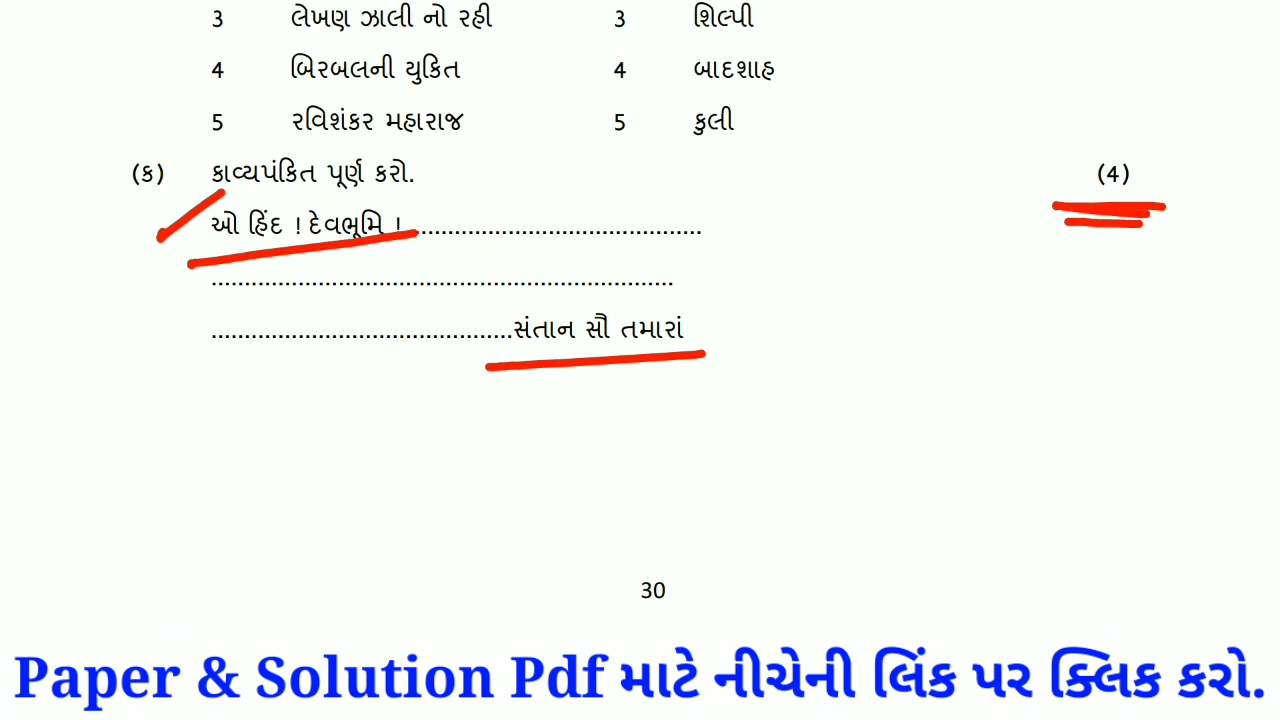 3 લેખણ ઝાલી નો રહી 3 શિલ્પી
4 બિરબલની યુકિત 4 બાદશાહ
5 રવિશંકર મહારાજ 5 કુલી
(ક) કાવ્યપંકિત પૂર્ણ કરો. (4)
ઓ હિંદ ! દેવભૂમિ ! ...........................................
.....................................................................
.............................................સંતાન સૌ તમારાં
30
Paper & Solution Pdf માટે નીચેની લિંક પર ક્લિક કરો.